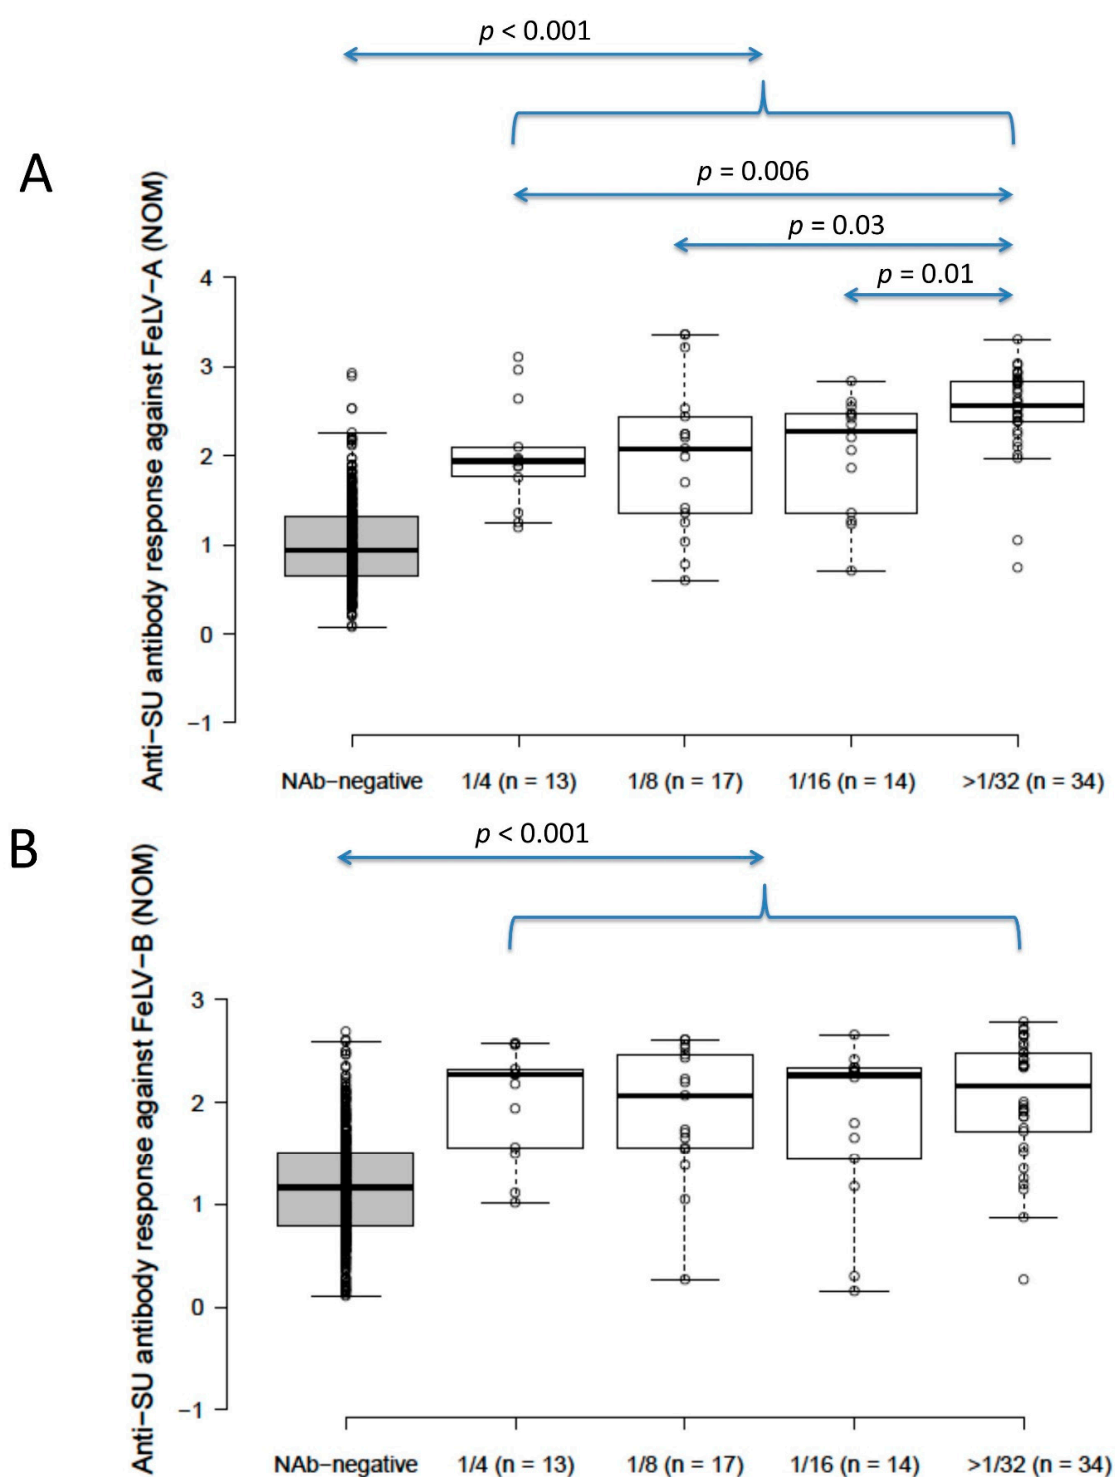 p < 0.001
A
p = 0.006
p = 0.03
p = 0.01
Anti−SU antibody response against FeLV−A (NOM)
4
3
2
1
0
−1
NAb−negative 1/4 (n = 13) 1/8 (n = 17) 1/16 (n = 14) >1/32 (n = 34)
B
p < 0.001
Anti−SU antibody response against FeLV−B (NOM)
3
2
1
0
−1
NAb−negative 1/4 (n = 13) 1/8 (n = 17) 1/16 (n = 14) >1/32 (n = 34)